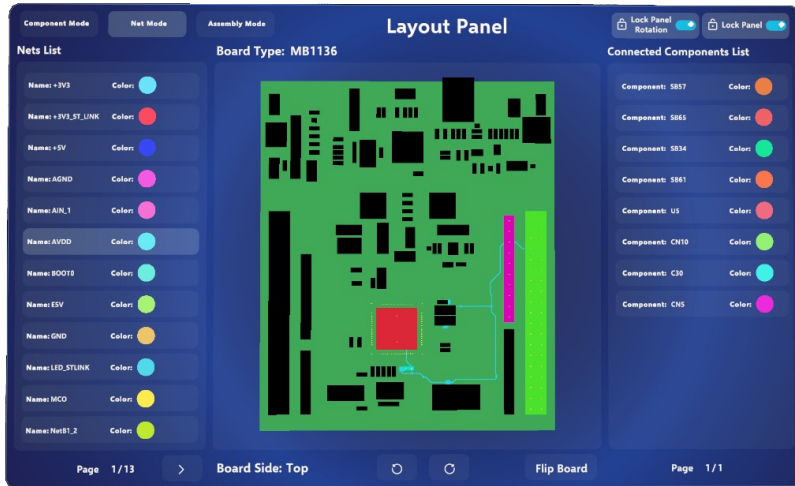 Component Mode
Net Mode
Assembly Mode
Layout Panel
Lock Panel
Rotation
Lock Panel
Nets List
Board Type: MB1136
Connected Components List
Name: +3V3 Color:
Name: +3V3_ST_LINK Color:
Name: +5V Color:
Name: AGND Color:
Name: AIN_1 Color:
Name: AVDD Color:
Name: BOOT0 Color:
Name: E5V Color:
Name: GND Color:
Name: LED_STLINK Color:
Name: MCO Color:
Name: NetB1_2 Color:
Component: SB57 Color:
Component: SB65 Color:
Component: SB34 Color:
Component: SB61 Color:
Component: U5 Color:
Component: CN10 Color:
Component: C30 Color:
Component: CN5 Color:
Page 1/13 >
Board Side: Top
Flip Board
Page 1/1